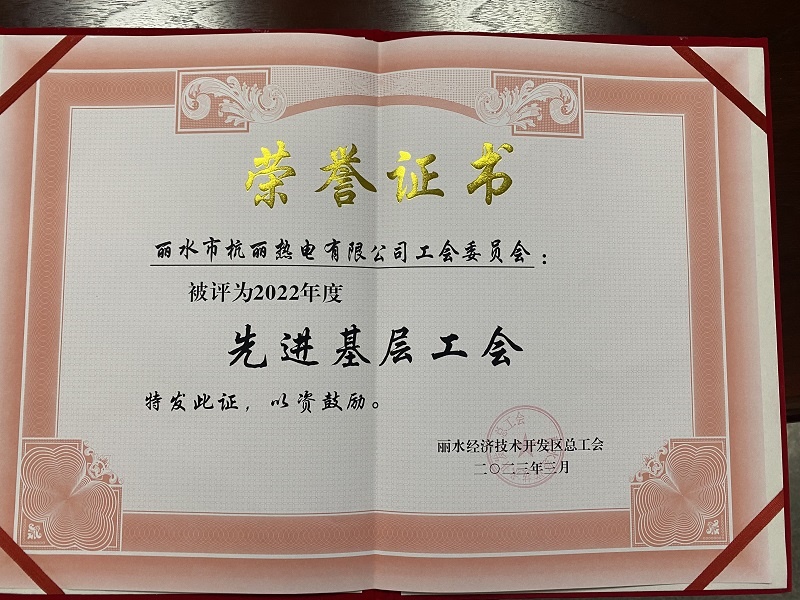 荣誉证书
丽水市杭丽热电有限公司工会委员会：
被评为2022年度
先进基层工会
特发此证，以资鼓励。
丽水经济技术开发区总工会
二〇二三年三月